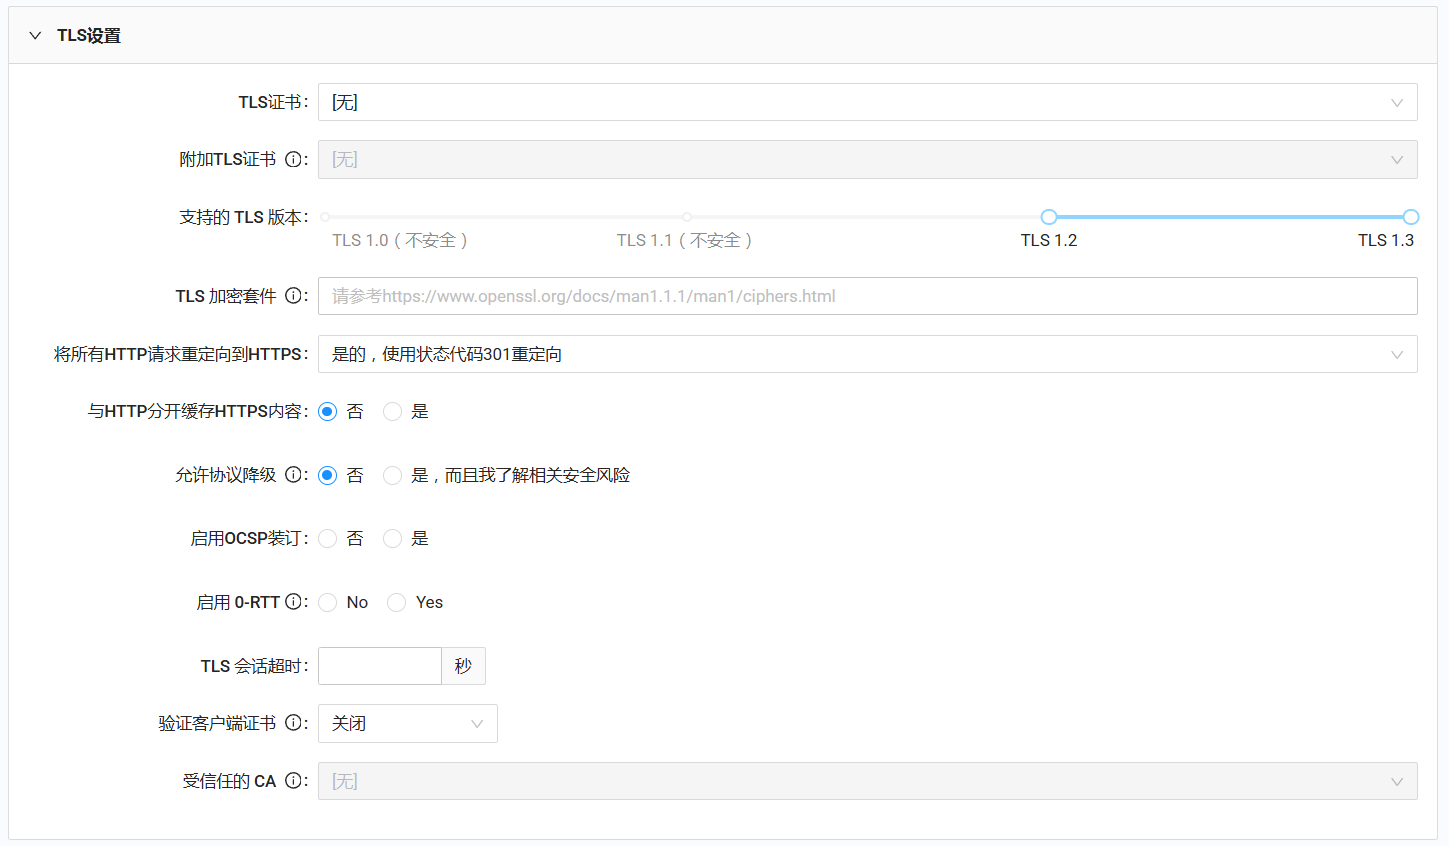 TLS设置
TLS证书： [无]
附加TLS证书 ： [无]
支持的 TLS 版本：
TLS 1.0（不安全） TLS 1.1（不安全） TLS 1.2 TLS 1.3
TLS 加密套件 ： 请参考https://www.openssl.org/docs/man1.1.1/man1/ciphers.html
将所有HTTP请求重定向到HTTPS： 是的，使用状态代码301重定向
与HTTP分开缓存HTTPS内容： 否 是
允许协议降级 ： 否 是，而且我了解相关安全风险
启用OCSP装订： 否 是
启用 0-RTT ： No Yes
TLS 会话超时： 秒
验证客户端证书 ： 关闭
受信任的 CA ： [无]